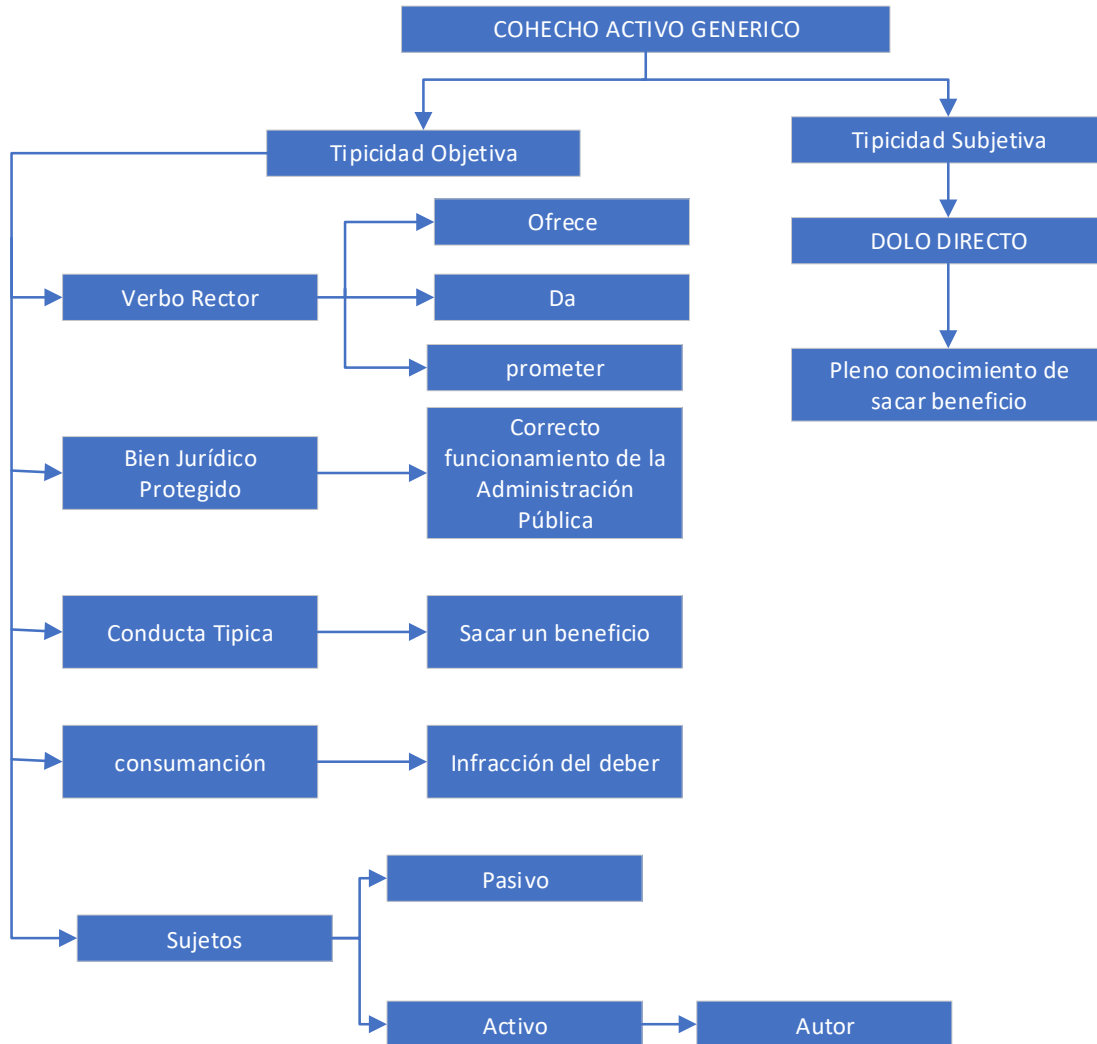 COHECHO ACTIVO GENERICO
Tipicidad Objetiva
Tipicidad Subjetiva
Ofrece
DOLO DIRECTO
Verbo Rector
Da
prometer
Pleno conocimiento de
sacar beneficio
Bien Jurídico
Protegido
Correcto
funcionamiento de la
Administración
Pública
Conducta Tipica
Sacar un beneficio
consumanción
Infracción del deber
Pasivo
Sujetos
Activo
Autor